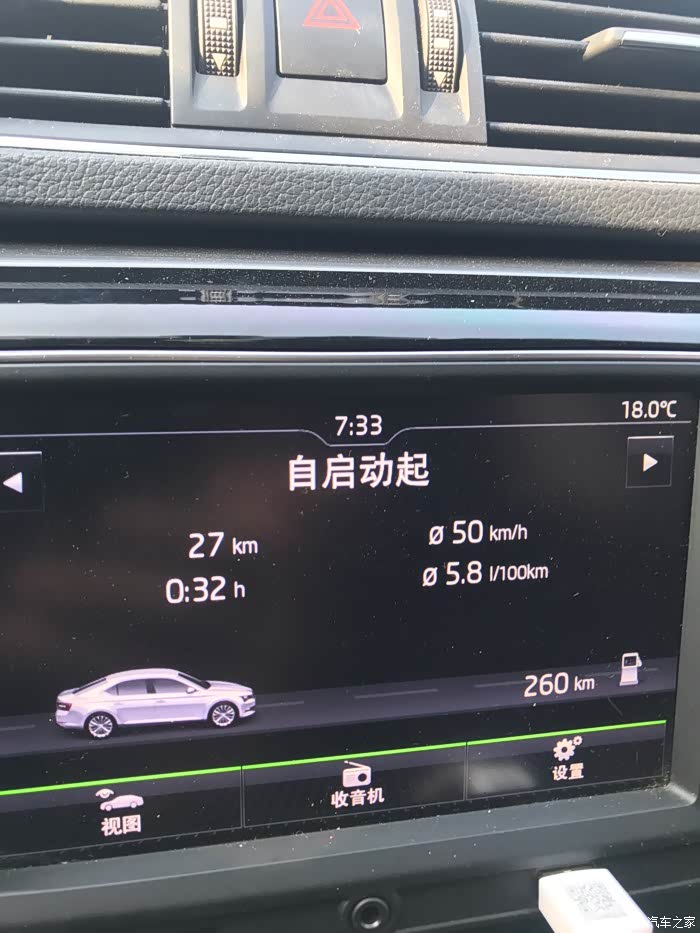 7:33
18.0℃
自启动起
27 km
ø 50 km/h
0:32 h
ø 5.8 l/100km
260 km
视图
收音机
设置
汽车之家